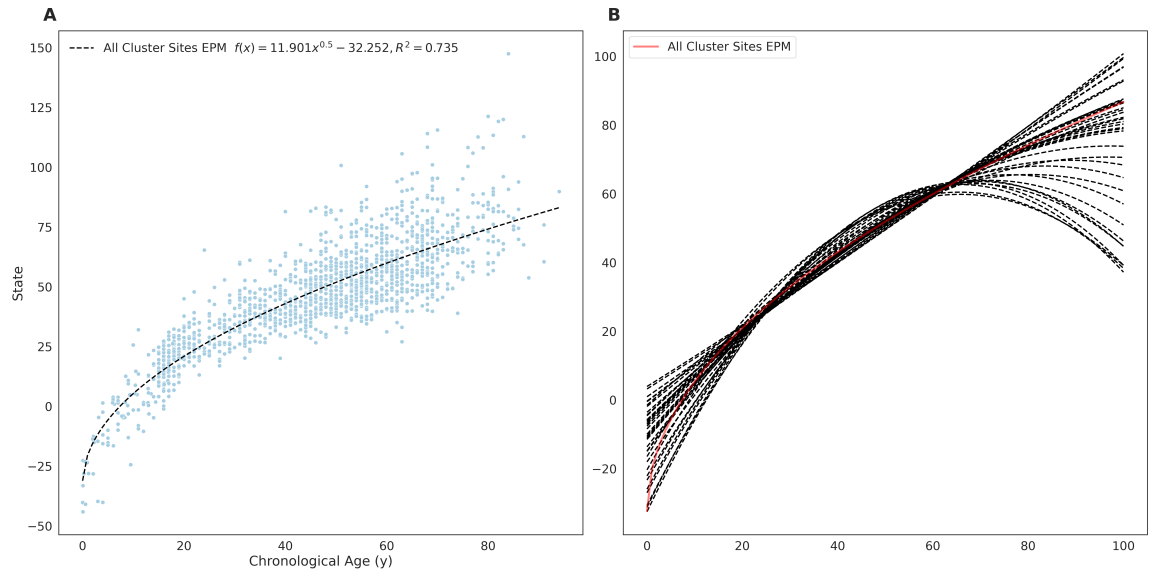 A
All Cluster Sites EPM f(x) = 11.901x^0.5 − 32.252, R^2 = 0.735
150
125
100
75
50
25
0
−25
−50
State
0 20 40 60 80
Chronological Age (y)
B
All Cluster Sites EPM
100
80
60
40
20
0
−20
0 20 40 60 80 100